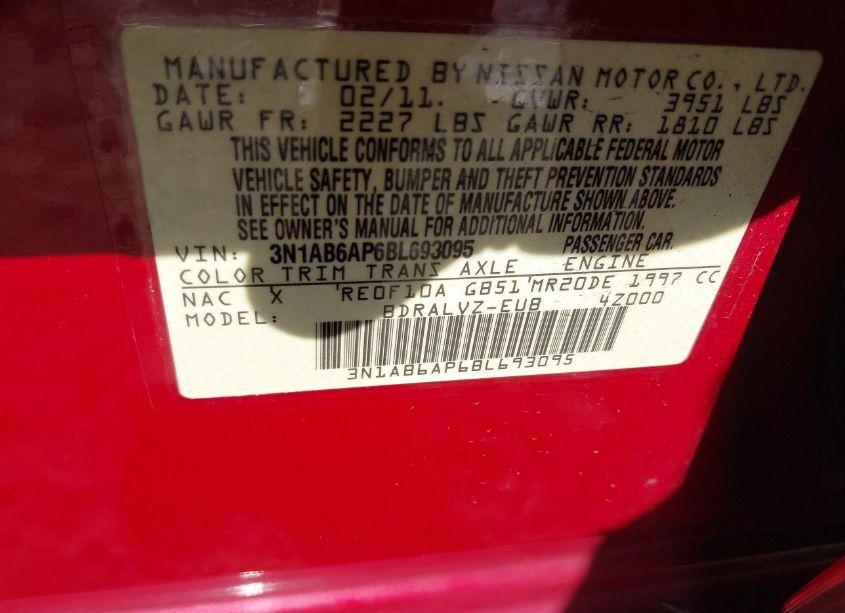 MANUFACTURED BY NISSAN MOTOR CO., LTD.
DATE: 02/11. GVWR: 3951 LBS
GAWR FR: 2227 LBS GAWR RR: 1810 LBS
THIS VEHICLE CONFORMS TO ALL APPLICABLE FEDERAL MOTOR
VEHICLE SAFETY, BUMPER AND THEFT PREVENTION STANDARDS
IN EFFECT ON THE DATE OF MANUFACTURE SHOWN ABOVE.
SEE OWNER'S MANUAL FOR ADDITIONAL INFORMATION.
VIN: 3N1AB6AP6BL693095 PASSENGER CAR.
COLOR TRIM TRANS AXLE ENGINE
NAC X 'RE0F10A GB51'MR20DE 1997 CC
MODEL: BDRALVZ-EUB 4Z000
3N1AB6AP6BL693095